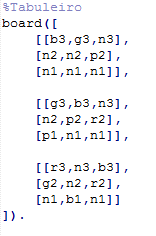 %Tabuleiro
board([
[[b3,g3,n3],
[n2,n2,p2],
[n1,n1,n1]],
[[g3,b3,n3],
[n2,p2,r2],
[p1,n1,n1]],
[[r3,n3,b3],
[g2,n2,r2],
[n1,b1,n1]]
]).